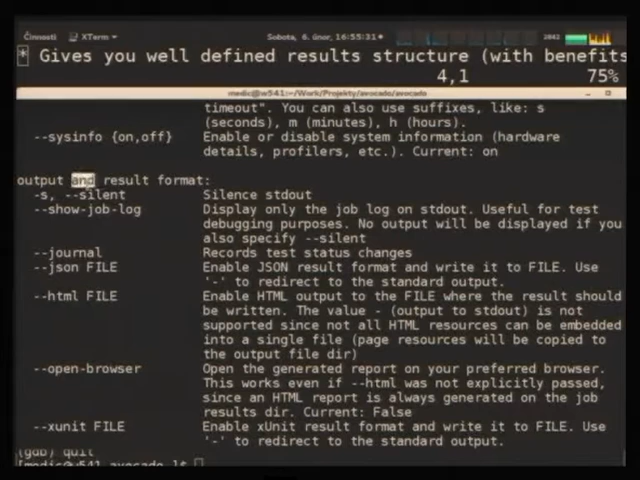 Činnosti XTerm Sobota, 6. únor, 16:55:31
* Gives you well defined results structure (with benefits
4,1 75%
medic@w541:~/Work/Projekty/avocado/avocado
timeout". You can also use suffixes, like: s
(seconds), m (minutes), h (hours).
--sysinfo {on,off} Enable or disable system information (hardware
details, profilers, etc.). Current: on
output and result format:
-s, --silent Silence stdout
--show-job-log Display only the job log on stdout. Useful for test
debugging purposes. No output will be displayed if you
also specify --silent
--journal Records test status changes
--json FILE Enable JSON result format and write it to FILE. Use
'-' to redirect to the standard output.
--html FILE Enable HTML output to the FILE where the result should
be written. The value - (output to stdout) is not
supported since not all HTML resources can be embedded
into a single file (page resources will be copied to
the output file dir)
--open-browser Open the generated report on your preferred browser.
This works even if --html was not explicitly passed,
since an HTML report is always generated on the job
results dir. Current: False
--xunit FILE Enable xUnit result format and write it to FILE. Use
'-' to redirect to the standard output.
(gdb) quit
[medic@w541 avocado]$